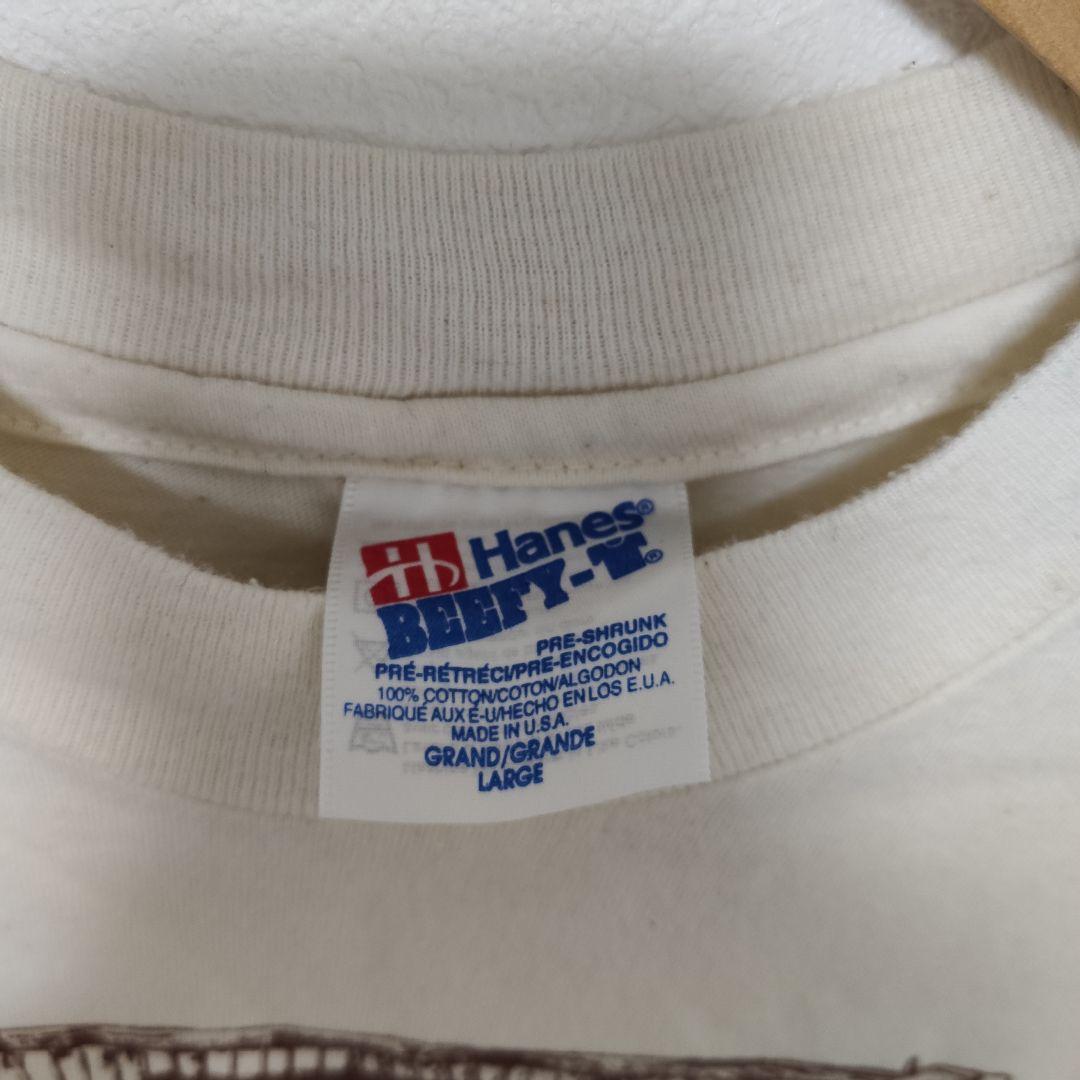 Hanes®
BEEFY-T®
PRE-SHRUNK
PRÉ-RÉTRÉCI/PRE-ENCOGIDO
100% COTTON/COTON/ALGODON
FABRIQUÉ AUX É-U/HECHO EN LOS E.U.A.
MADE IN U.S.A.
GRAND/GRANDE
LARGE